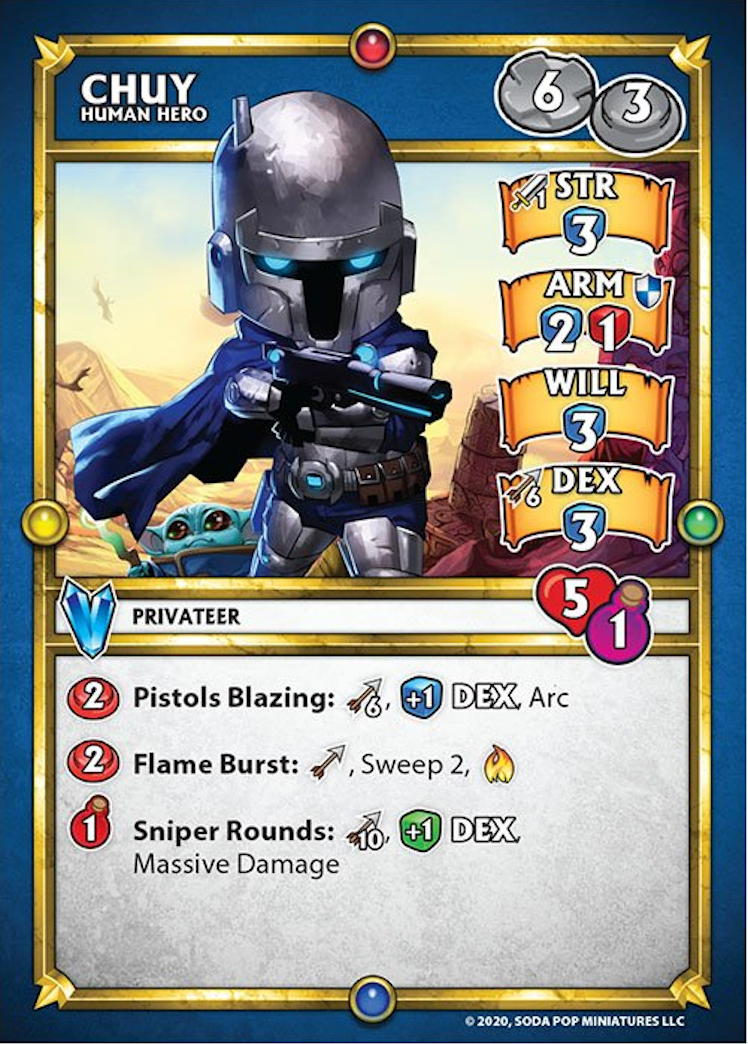 CHUY
HUMAN HERO
6
3
1 STR
3
ARM
2 1
WILL
3
6 DEX
3
PRIVATEER
5
1
2 Pistols Blazing: 6, +1 DEX, Arc
2 Flame Burst: , Sweep 2,
1 Sniper Rounds: 10, +1 DEX,
Massive Damage
© 2020, SODA POP MINIATURES LLC